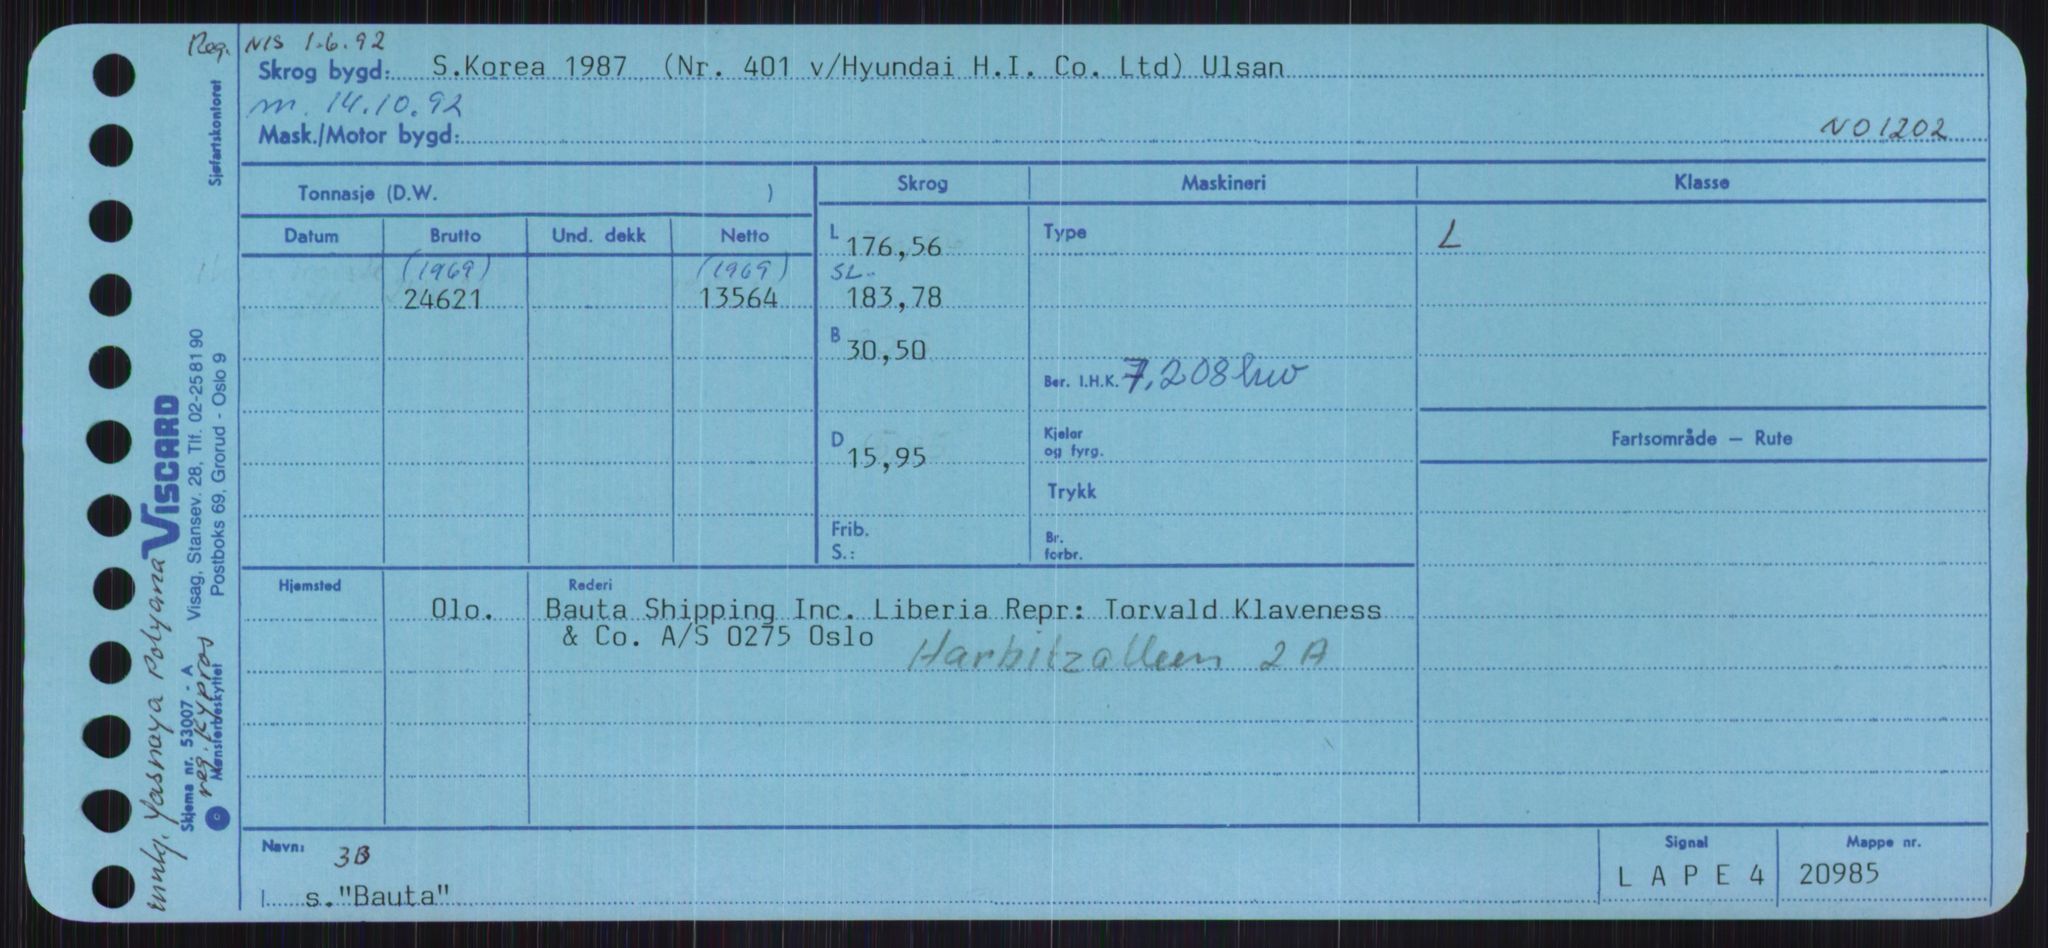 Reg. NIS 1.6.92
Skrog bygd: S.Korea 1987 (Nr. 401 v/Hyundai H.I. Co. Ltd) Ulsan
m. 14.10.92
Mask./Motor bygd: NO1202
Tonnasje (D.W. )
Skrog Maskineri Klasse
Datum Brutto Und. dekk Netto
L 176,56 Type L
(1969) (1969) SL.
24621 13564 183,78
B 30,50
Ber. I.H.K. 7.208 kw
D 15,95
Kjeler
og fyrg.
Fartsområde — Rute
Trykk
Frib.
S.:
Br.
forbr.
Hjemsted Rederi
Olo. Bauta Shipping Inc. Liberia Repr: Torvald Klaveness
& Co. A/S 0275 Oslo Harbitzalleen 2 A
Navn: 3B
s."Bauta"
Signal Mappe nr.
L A P E 4 20985
Sjøfartskontoret
VISCARD
Visag, Stansev. 28, Tlf. 02-25 81 90
Postboks 69, Grorud - Oslo 9
Skjema nr. 53007 - A
Mønsterbeskyttet
Yasnaya Polyana
reg. Kypros